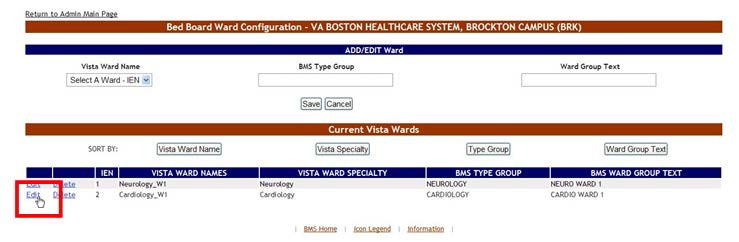 Return to Admin Main Page
Bed Board Ward Configuration - VA BOSTON HEALTHCARE SYSTEM, BROCKTON CAMPUS (BRK)
ADD/EDIT Ward
Vista Ward Name BMS Type Group Ward Group Text
Select A Ward - IEN
Save Cancel
Current Vista Wards
SORT BY: Vista Ward Name Vista Specialty Type Group Ward Group Text
IEN VISTA WARD NAMES VISTA WARD SPECIALTY BMS TYPE GROUP BMS WARD GROUP TEXT
Edit Delete 1 Neurology_W1 Neurology NEUROLOGY NEURO WARD 1
Edit Delete 2 Cardiology_W1 Cardiology CARDIOLOGY CARDIO WARD 1
| BMS Home | Icon Legend | Information |